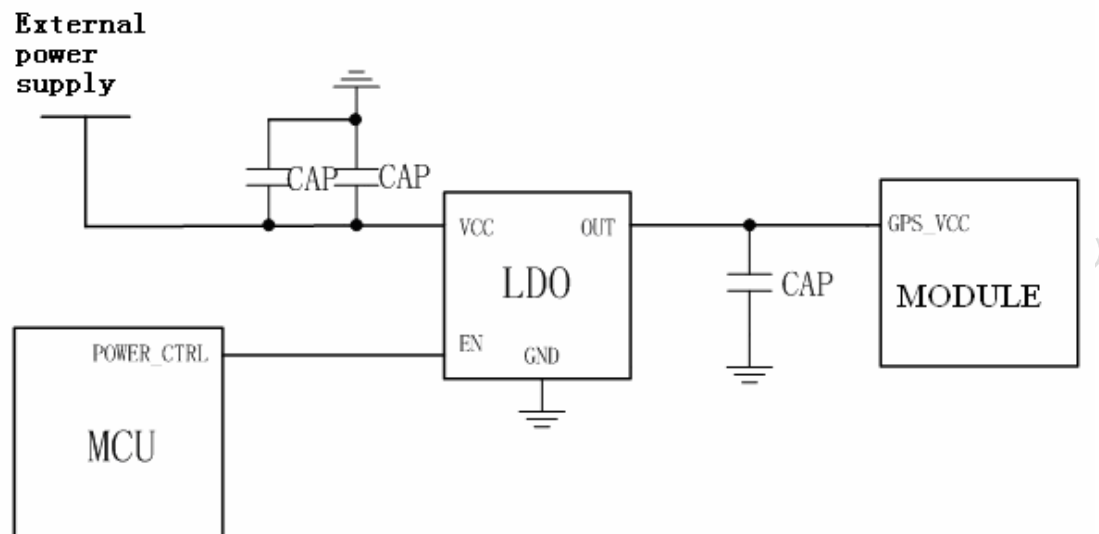 External
power
supply
CAP
CAP
VCC
OUT
GPS_VCC
LDO
CAP
MODULE
POWER_CTRL
EN
GND
MCU